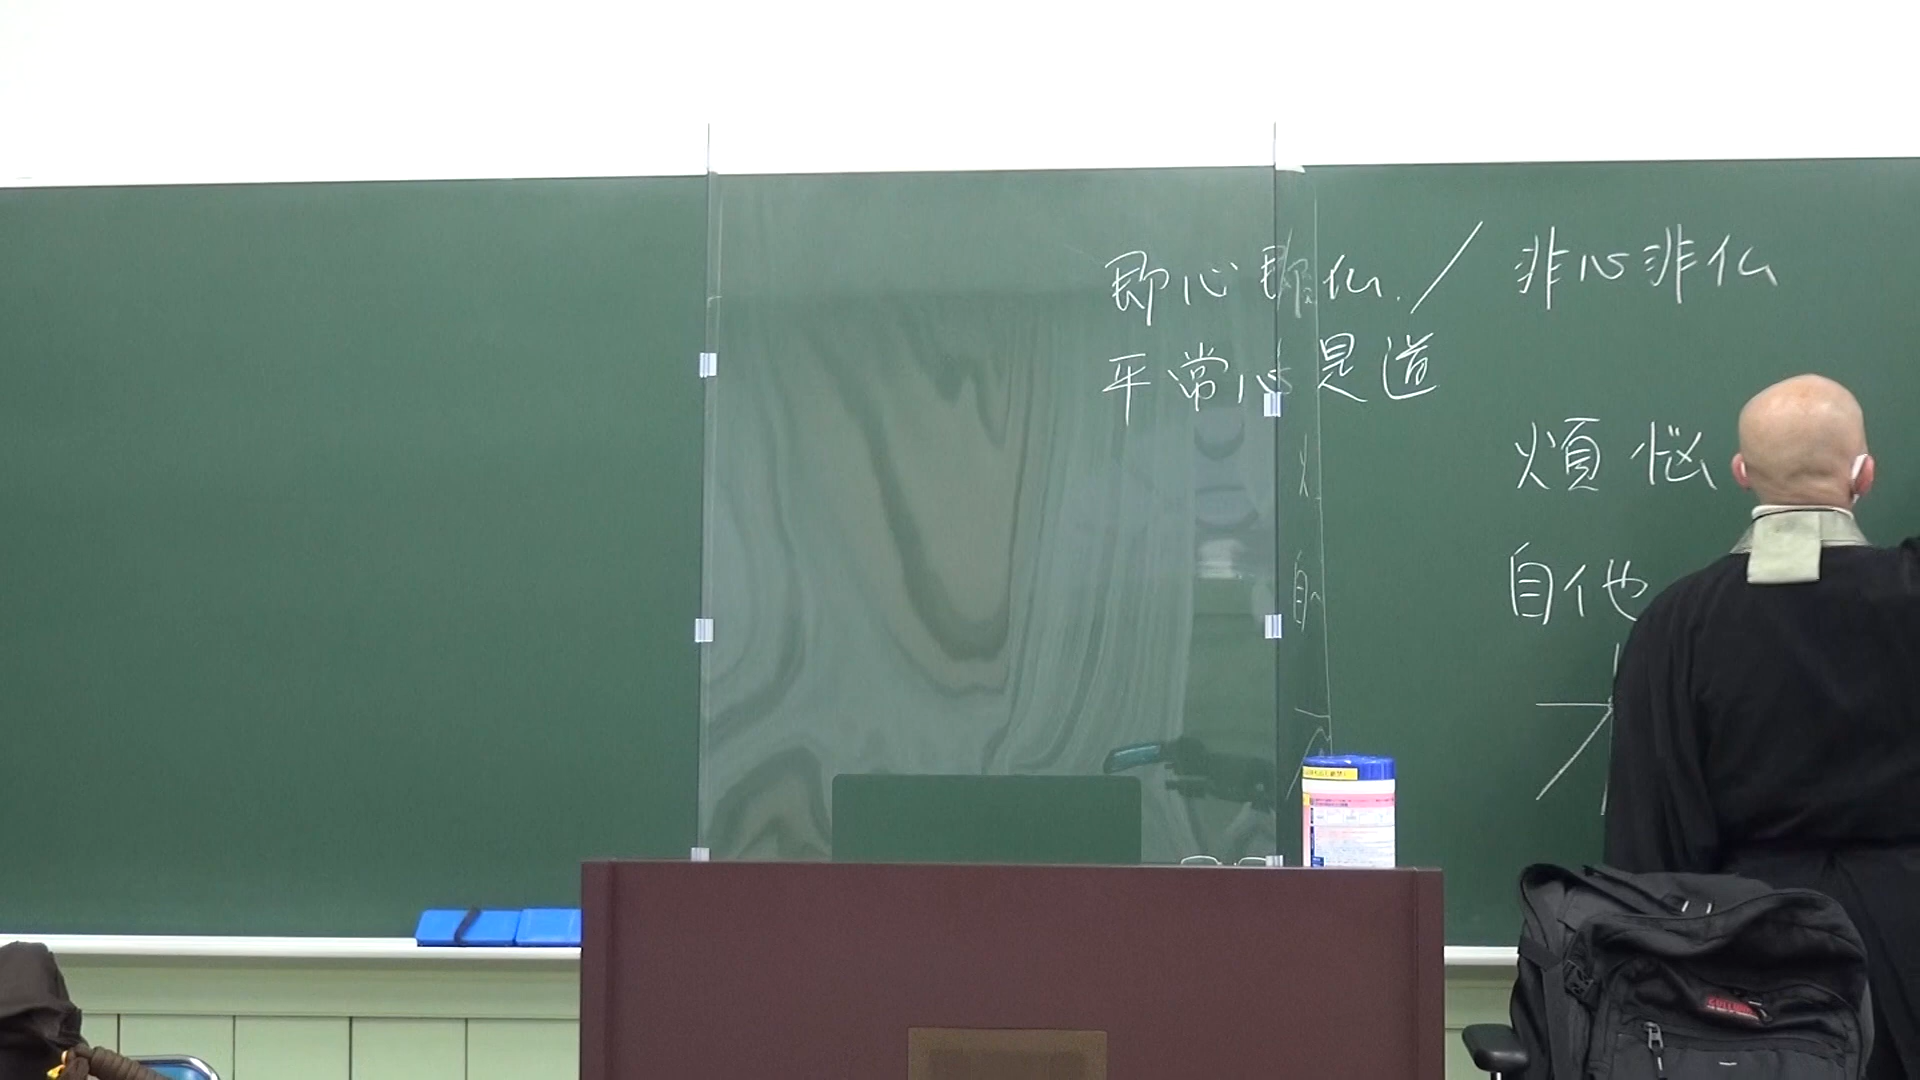 即心即仏 / 非心非仏
平常心是道
煩悩
自他